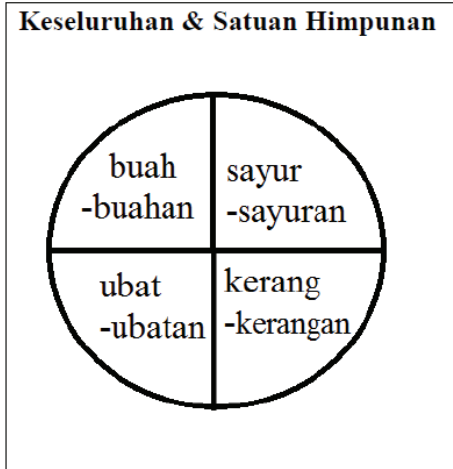 Keseluruhan & Satuan Himpunan
buah
-buahan
sayur
-sayuran
ubat
-ubatan
kerang
-kerangan